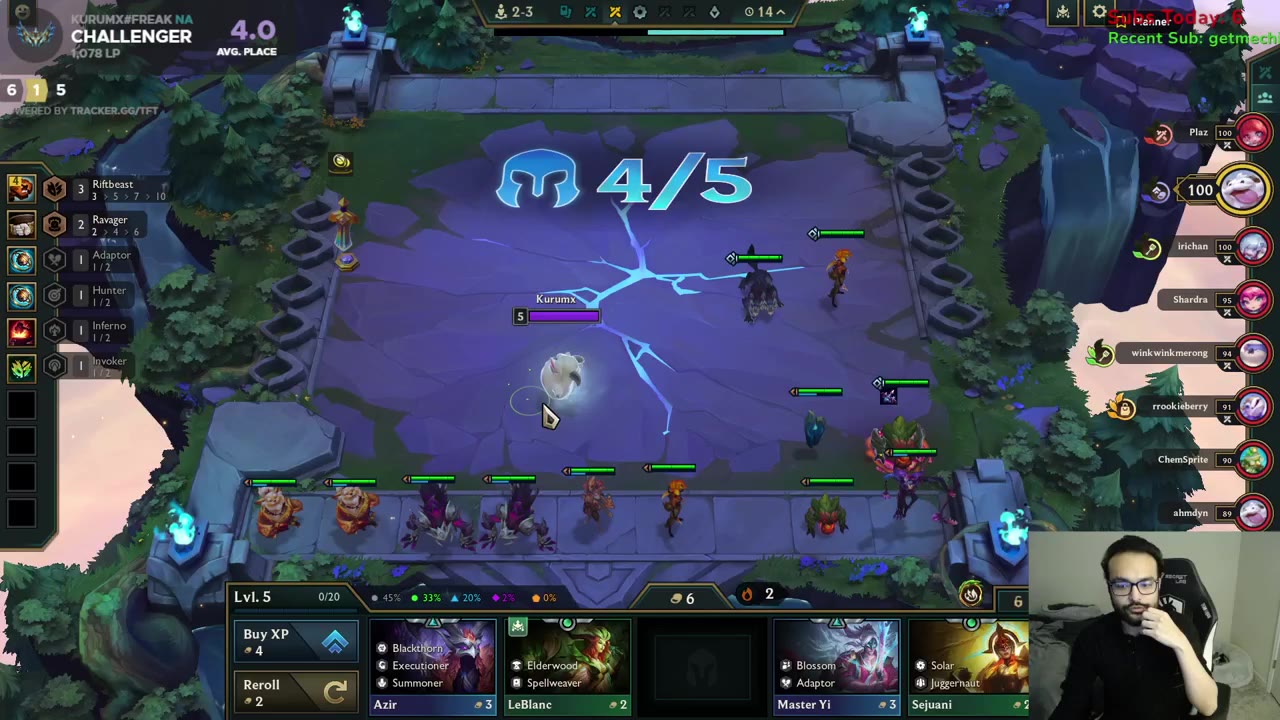 KURUMX#FREAK NA
CHALLENGER
1,078 LP
4.0
AVG. PLACE
6 1 5
WERED BY TRACKER.GG/TFT
2-3
14
Subs Today: 6
Planner
Recent Sub: getmechi
4/5
3 Riftbeast
3 > 5 > 7 > 10
2 Ravager
2 > 4 > 6
1 Adaptor
1 / 2
1 Hunter
1 / 2
1 Inferno
1 / 2
1 Invoker
1 / 2
Kurumx
5
Plaz 100
100
irichan 100
Shardra 95
winkwinkmerong 94
rrookieberry 91
ChemSprite 90
ahmdyn 89
Lvl. 5 0/20
45% 33% 20% 2% 0%
6
2
6
Buy XP
4
Reroll
2
Blackthorn
Executioner
Summoner
Azir 3
Elderwood
Spellweaver
LeBlanc 2
Blossom
Adaptor
Master Yi 3
Solar
Juggernaut
Sejuani 2